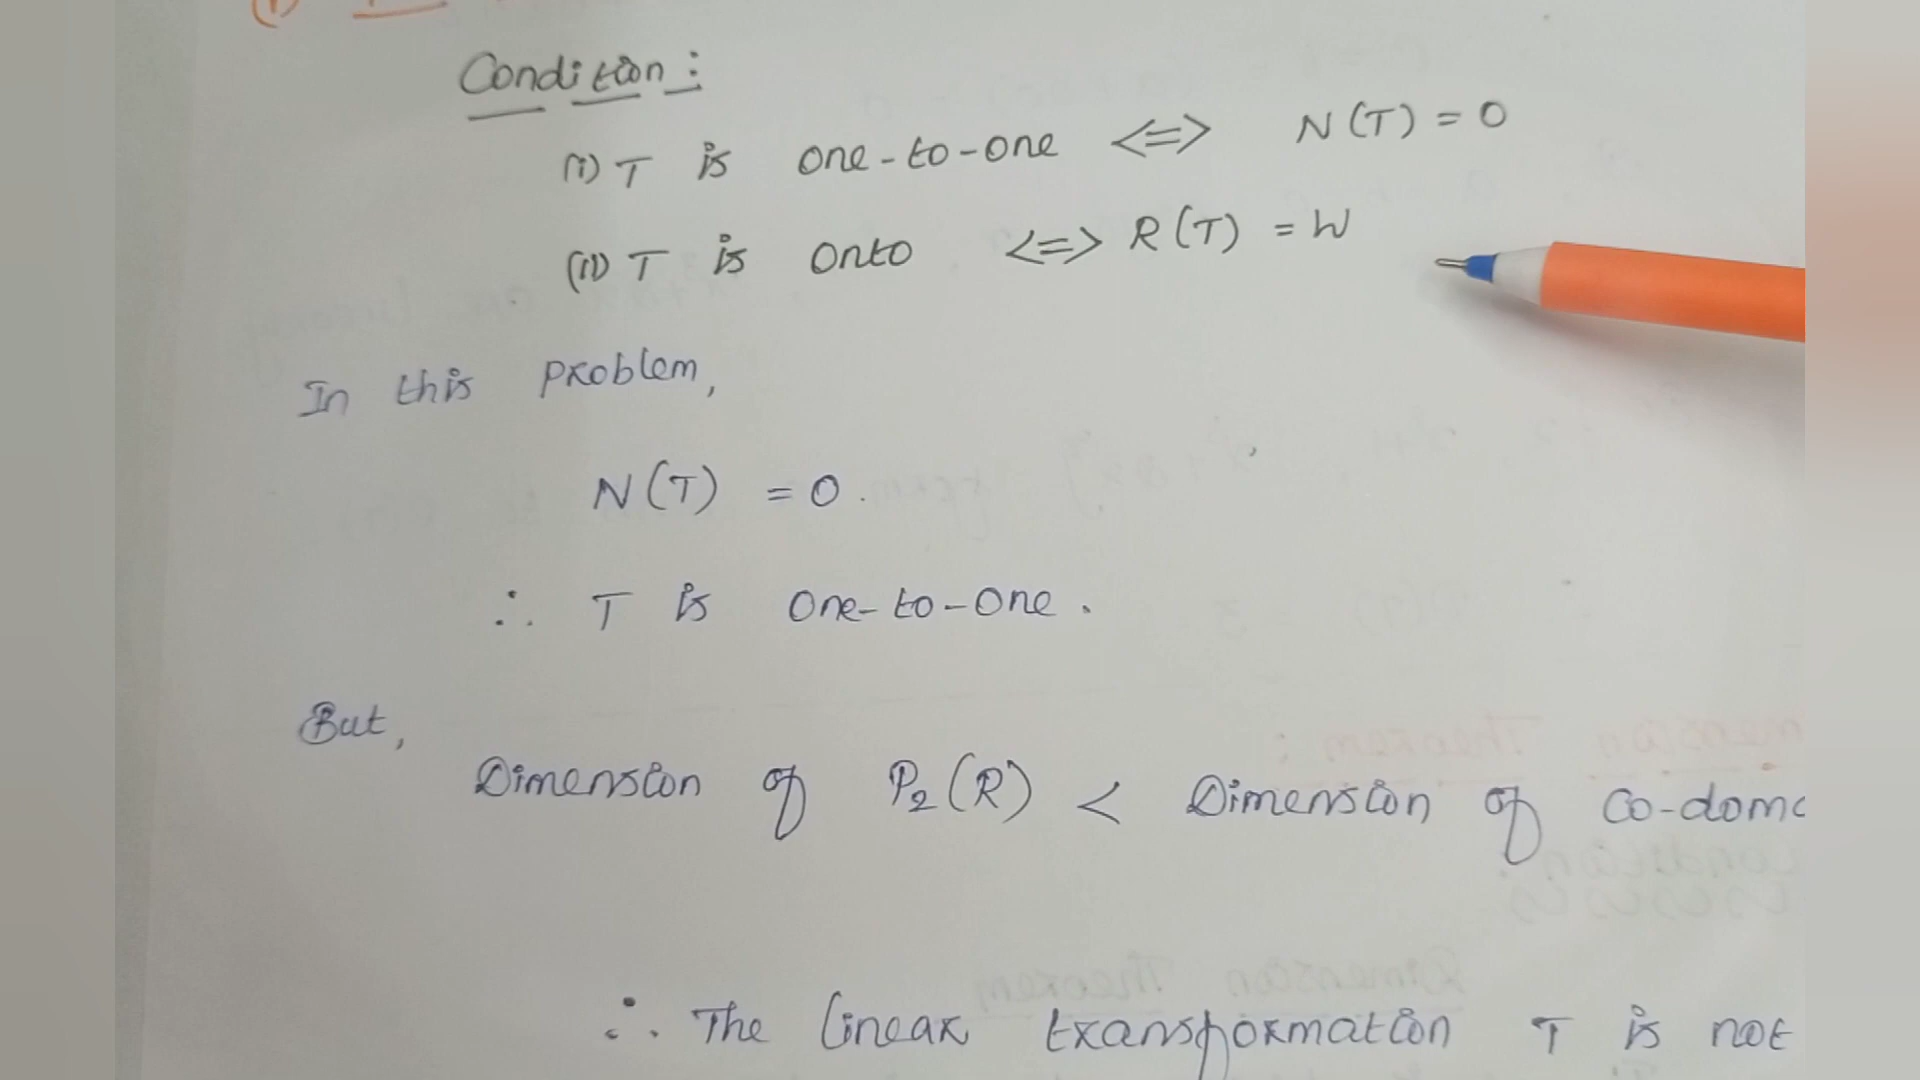 Condition:
(i) T is one-to-one <=> N(T) = 0
(ii) T is onto <=> R(T) = W
In this problem,
N(T) = 0.
∴ T is one-to-one.
But,
Dimension of P₂(R) < Dimension of Co-doma
∴ The linear transformation T is not